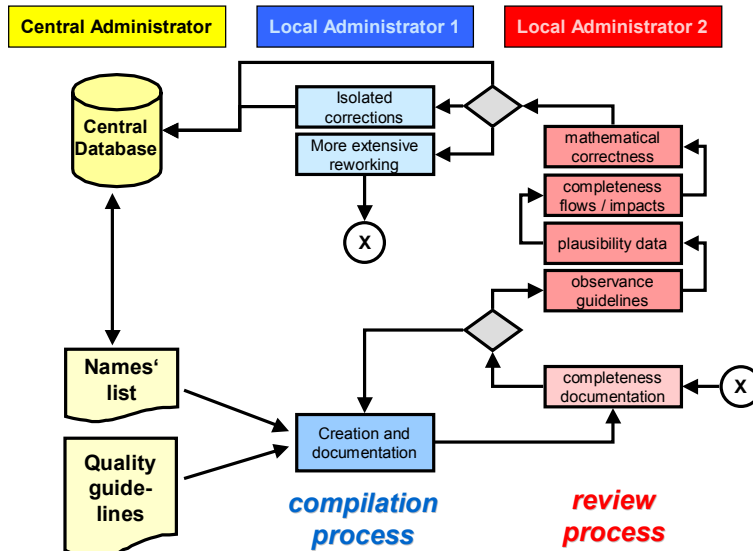 Central Administrator
Local Administrator 1
Local Administrator 2
Central
Database
Isolated
corrections
More extensive
reworking
X
mathematical
correctness
completeness
flows / impacts
plausibility data
observance
guidelines
Names‘
list
completeness
documentation
X
Creation and
documentation
Quality
guide-
lines
compilation
process
review
process